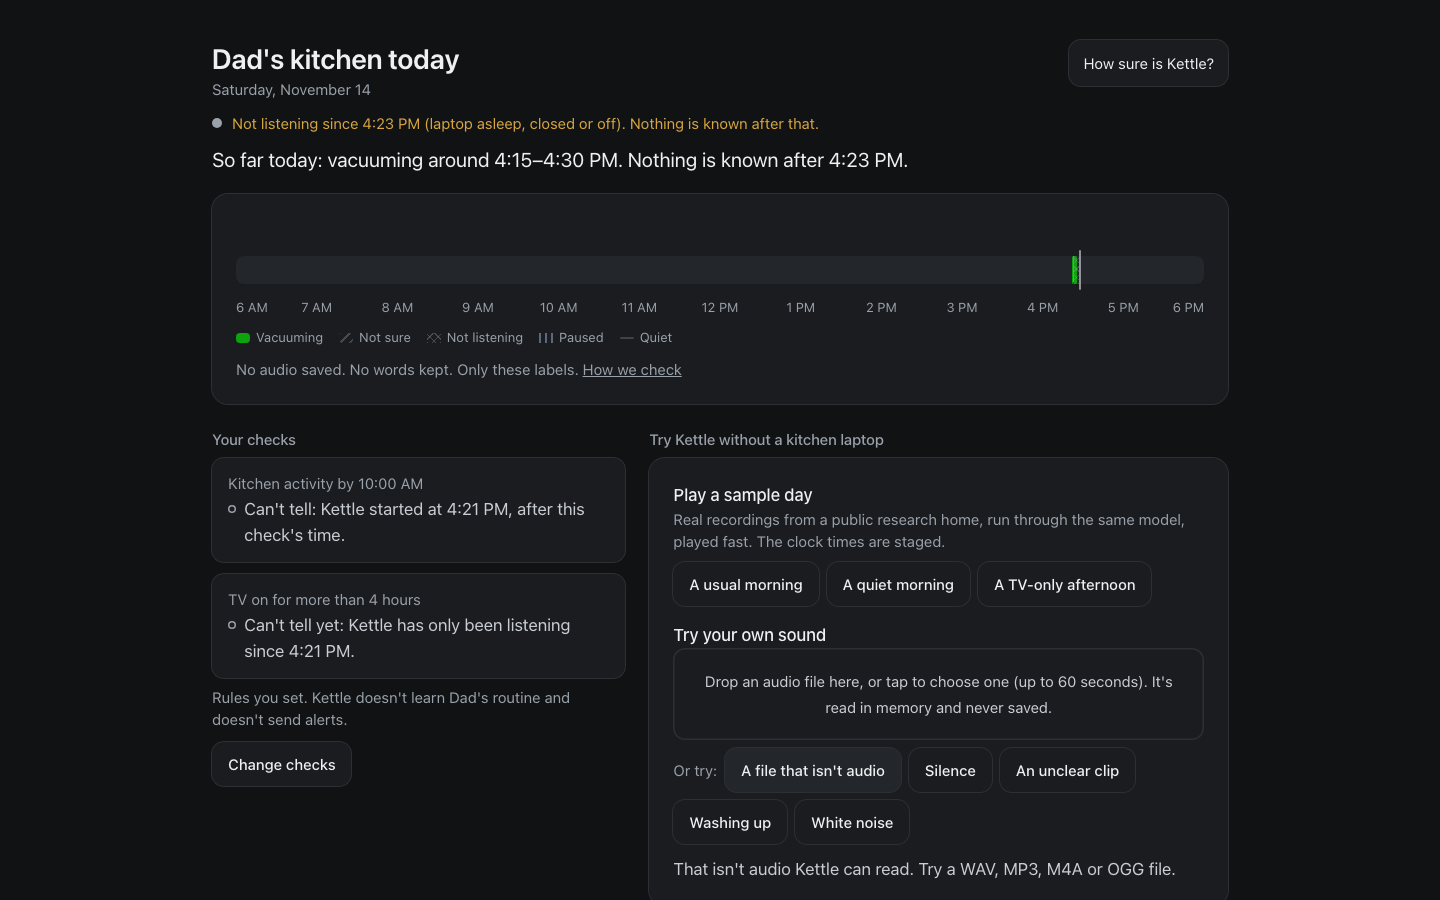 Dad's kitchen today
How sure is Kettle?
Saturday, November 14
Not listening since 4:23 PM (laptop asleep, closed or off). Nothing is known after that.
So far today: vacuuming around 4:15–4:30 PM. Nothing is known after 4:23 PM.
6 AM 7 AM 8 AM 9 AM 10 AM 11 AM 12 PM 1 PM 2 PM 3 PM 4 PM 5 PM 6 PM
Vacuuming Not sure Not listening Paused Quiet
No audio saved. No words kept. Only these labels. How we check
Your checks
Kitchen activity by 10:00 AM
Can't tell: Kettle started at 4:21 PM, after this
check's time.
TV on for more than 4 hours
Can't tell yet: Kettle has only been listening
since 4:21 PM.
Rules you set. Kettle doesn't learn Dad's routine and
doesn't send alerts.
Change checks
Try Kettle without a kitchen laptop
Play a sample day
Real recordings from a public research home, run through the same model,
played fast. The clock times are staged.
A usual morning A quiet morning A TV-only afternoon
Try your own sound
Drop an audio file here, or tap to choose one (up to 60 seconds). It's
read in memory and never saved.
Or try: A file that isn't audio Silence An unclear clip
Washing up White noise
That isn't audio Kettle can read. Try a WAV, MP3, M4A or OGG file.